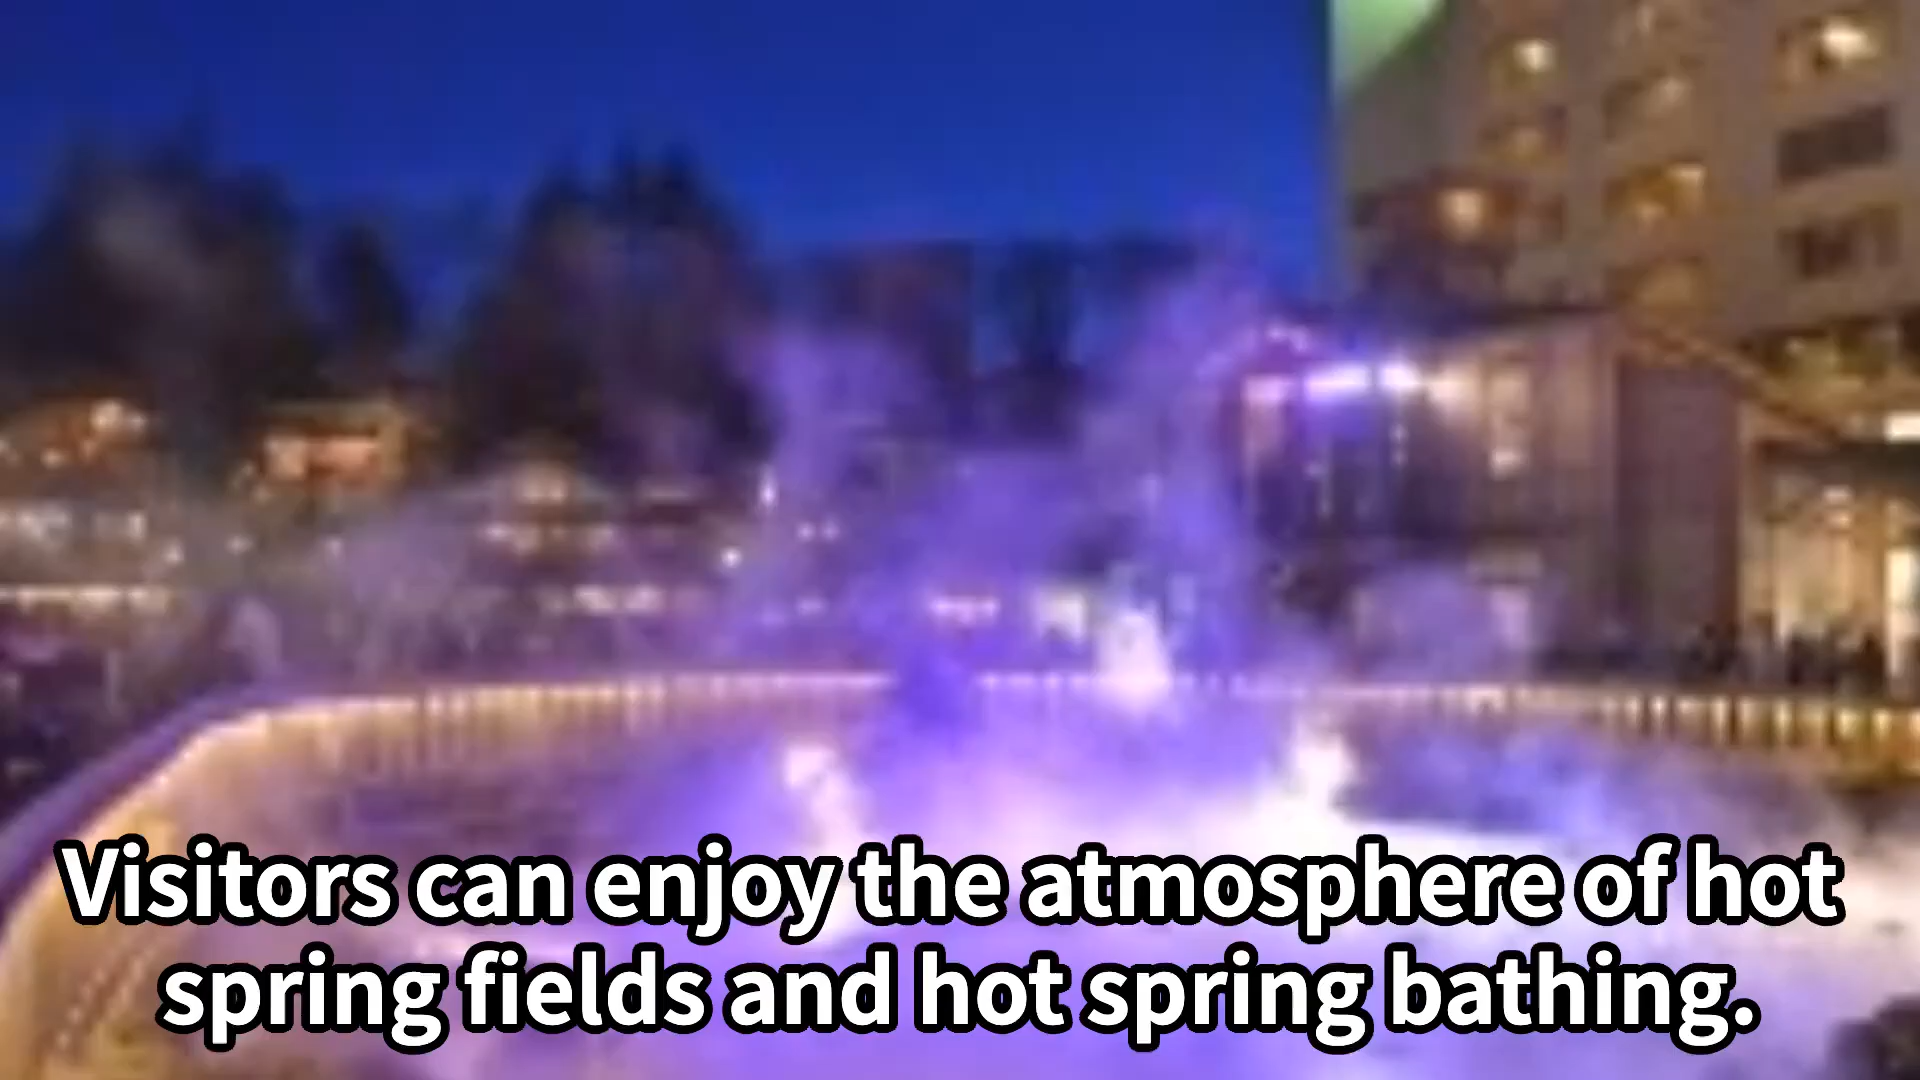 Visitors can enjoy the atmosphere of hot
spring fields and hot spring bathing.